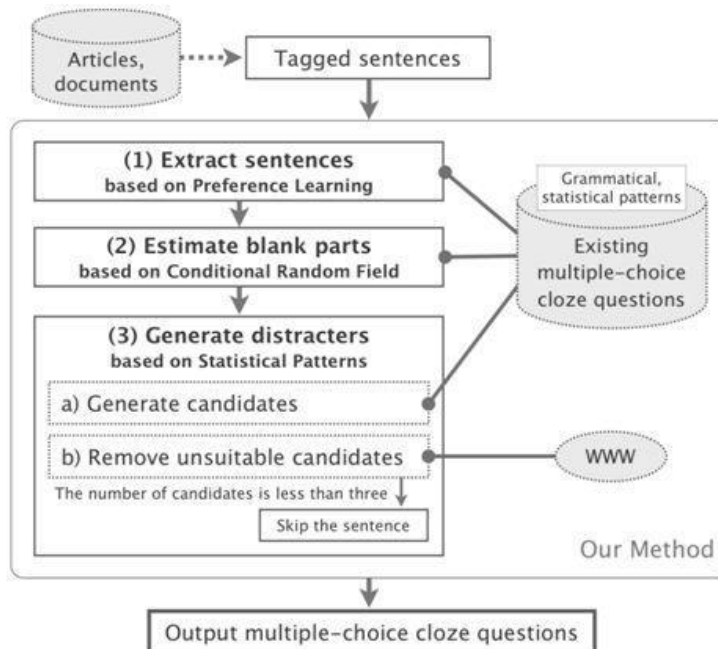 Articles,
documents
Tagged sentences
(1) Extract sentences
based on Preference Learning
Grammatical,
statistical patterns
Existing
multiple-choice
cloze questions
(2) Estimate blank parts
based on Conditional Random Field
(3) Generate distracters
based on Statistical Patterns
a) Generate candidates
b) Remove unsuitable candidates
WWW
The number of candidates is less than three
Skip the sentence
Our Method
Output multiple-choice cloze questions